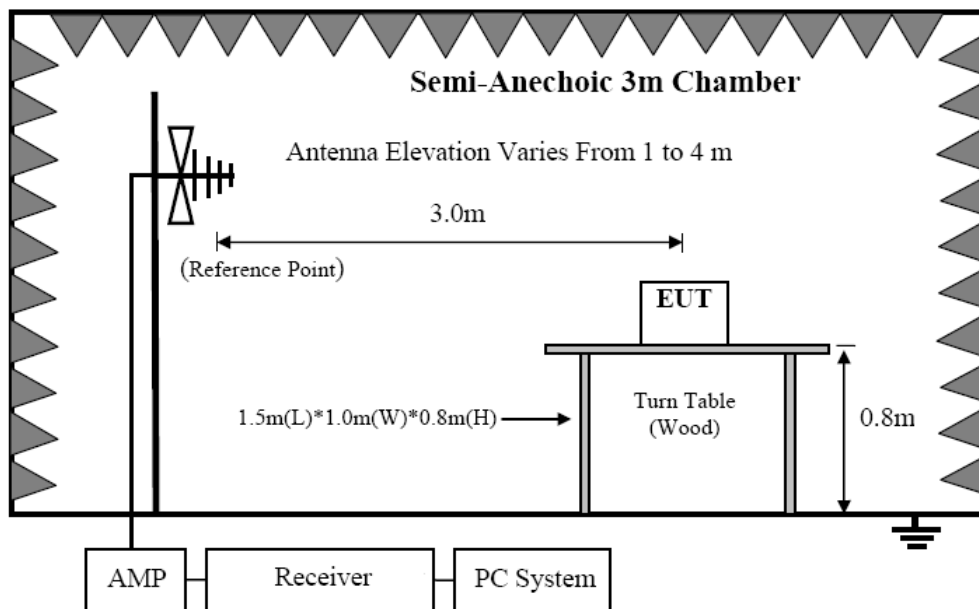 Semi-Anechoic 3m Chamber
Antenna Elevation Varies From 1 to 4 m
3.0m
(Reference Point)
EUT
1.5m(L)*1.0m(W)*0.8m(H)
Turn Table
(Wood)
0.8m
AMP
Receiver
PC System